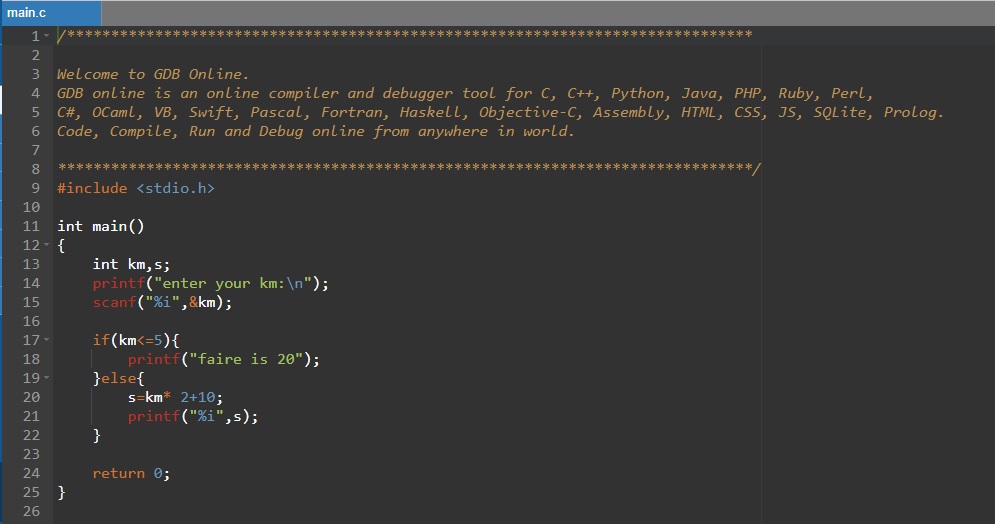 main.c
1 /******************************************************************************
2
3 Welcome to GDB Online.
4 GDB online is an online compiler and debugger tool for C, C++, Python, Java, PHP, Ruby, Perl,
5 C#, OCaml, VB, Swift, Pascal, Fortran, Haskell, Objective-C, Assembly, HTML, CSS, JS, SQLite, Prolog.
6 Code, Compile, Run and Debug online from anywhere in world.
7
8 *******************************************************************************/
9 #include <stdio.h>
10
11 int main()
12 {
13     int km,s;
14     printf("enter your km:\n");
15     scanf("%i",&km);
16
17     if(km<=5){
18         printf("faire is 20");
19     }else{
20         s=km* 2+10;
21         printf("%i",s);
22     }
23
24     return 0;
25 }
26